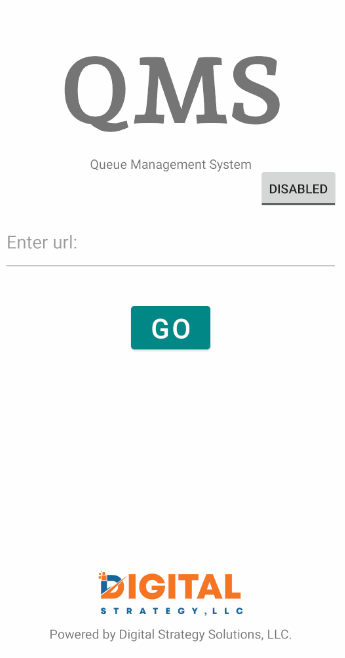 QMS
Queue Management System
DISABLED
Enter url:
GO
DIGITAL
STRATEGY, LLC
Powered by Digital Strategy Solutions, LLC.